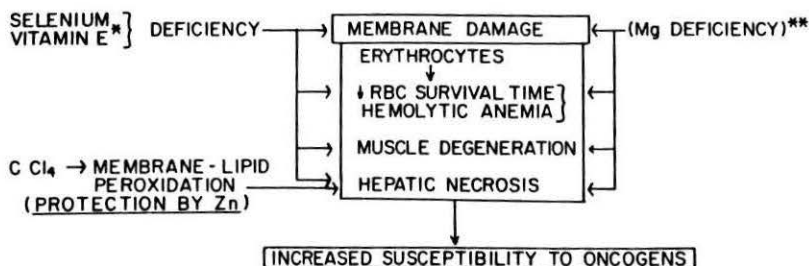 SELENIUM
VITAMIN E*} DEFICIENCY
MEMBRANE DAMAGE
(Mg DEFICIENCY)**
ERYTHROCYTES
↓ RBC SURVIVAL TIME
HEMOLYTIC ANEMIA}
MUSCLE DEGENERATION
C Cl₄ → MEMBRANE - LIPID
PEROXIDATION
(PROTECTION BY Zn)
HEPATIC NECROSIS
INCREASED SUSCEPTIBILITY TO ONCOGENS